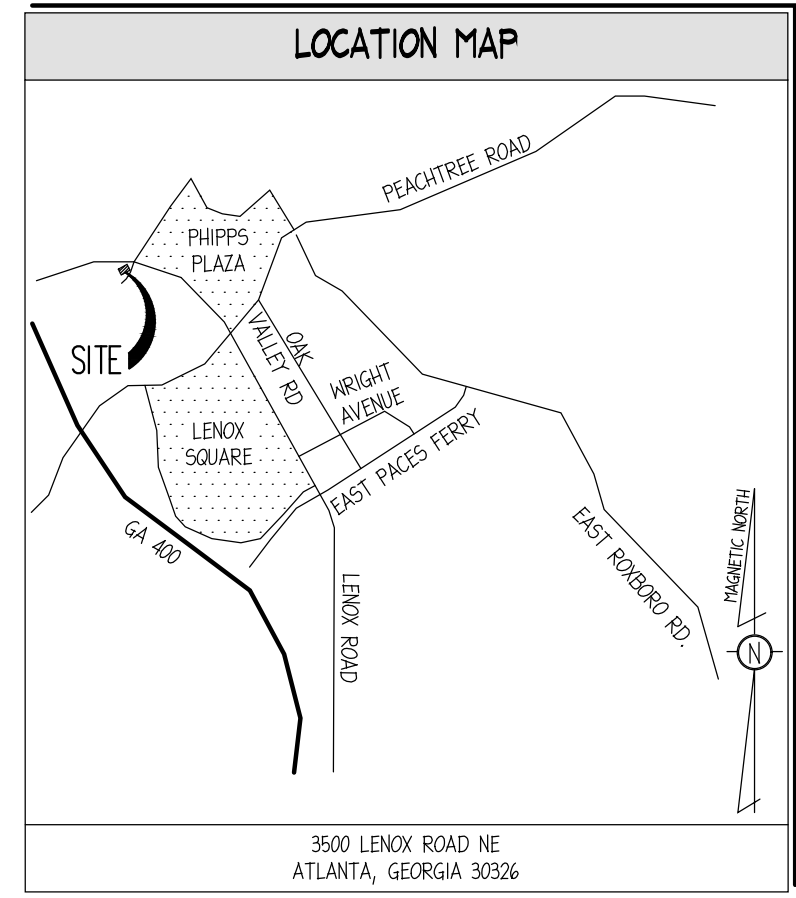 LOCATION MAP
PEACHTREE ROAD
PHIPPS
PLAZA
SITE
OAK
VALLEY RD
WRIGHT
AVENUE
LENOX
SQUARE
EAST PACES FERRY
GA 400
EAST ROXBORO RD.
MAGNETIC NORTH
LENOX ROAD
N
3500 LENOX ROAD NE
ATLANTA, GEORGIA 30326